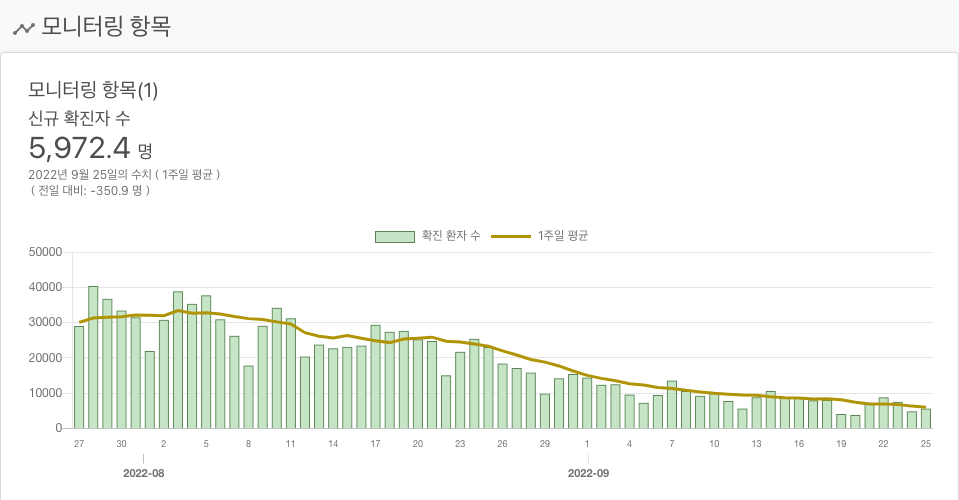 모니터링 항목
모니터링 항목(1)
신규 확진자 수
5,972.4 명
2022년 9월 25일의 수치 ( 1주일 평균 )
( 전일 대비: -350.9 명 )
확진 환자 수 1주일 평균
50000
40000
30000
20000
10000
0
27 30 2 5 8 11 14 17 20 23 26 29 1 4 7 10 13 16 19 22 25
2022-08 2022-09